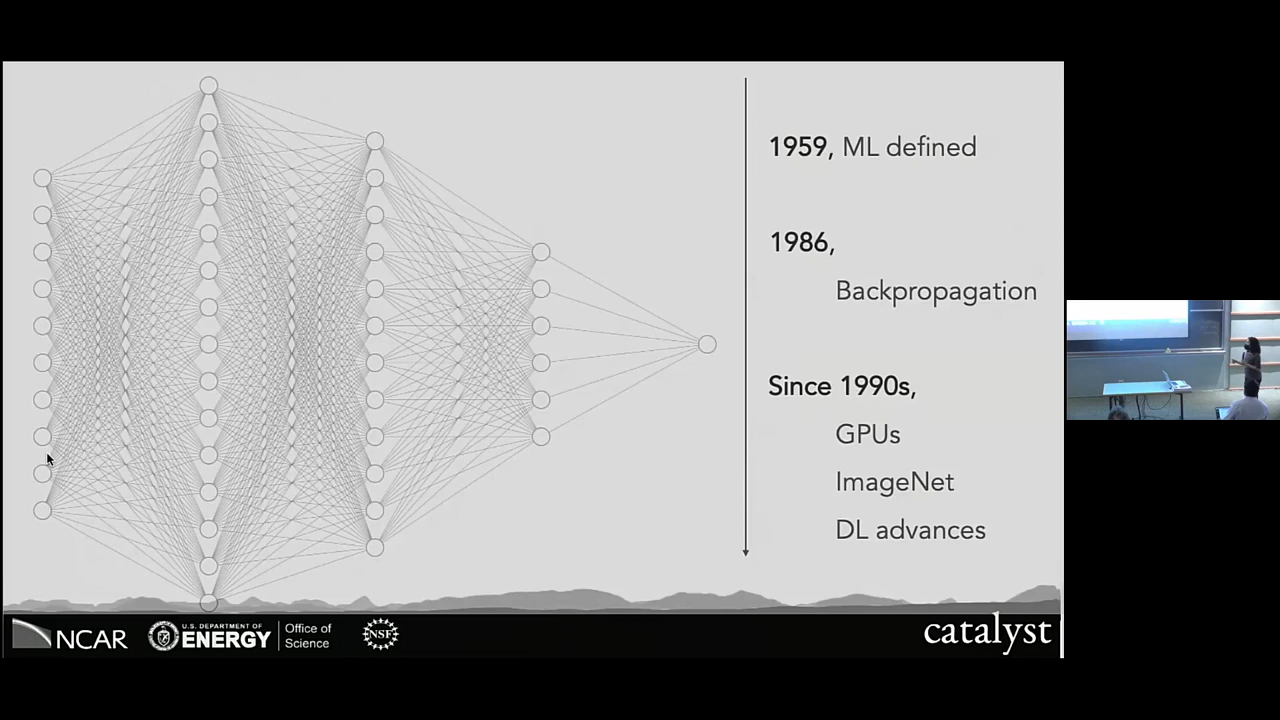 1959, ML defined
1986,
Backpropagation
Since 1990s,
GPUs
ImageNet
DL advances
NCAR
U.S. DEPARTMENT OF
ENERGY
Office of
Science
NSF
catalyst